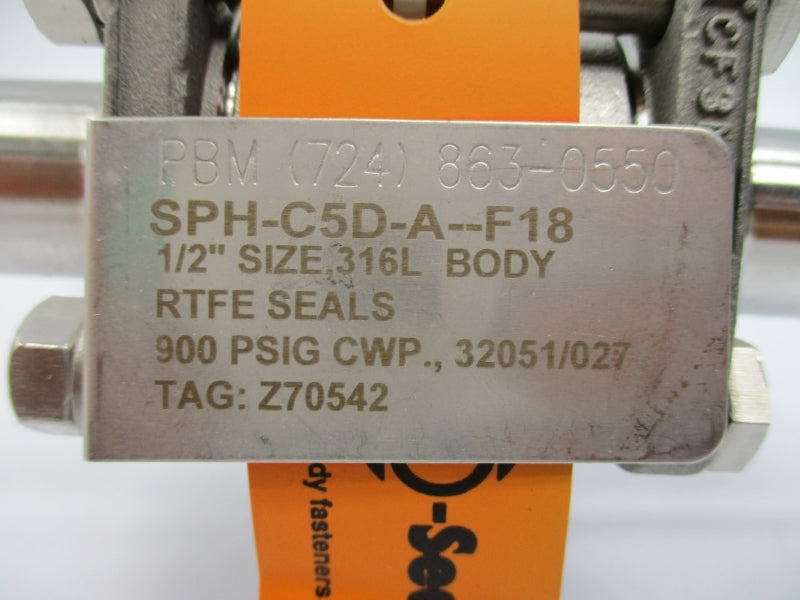 CF3
PBM (724) 863-0550
SPH-C5D-A--F18
1/2" SIZE,316L BODY
RTFE SEALS
900 PSIG CWP., 32051/027
TAG: Z70542
dy fasteners